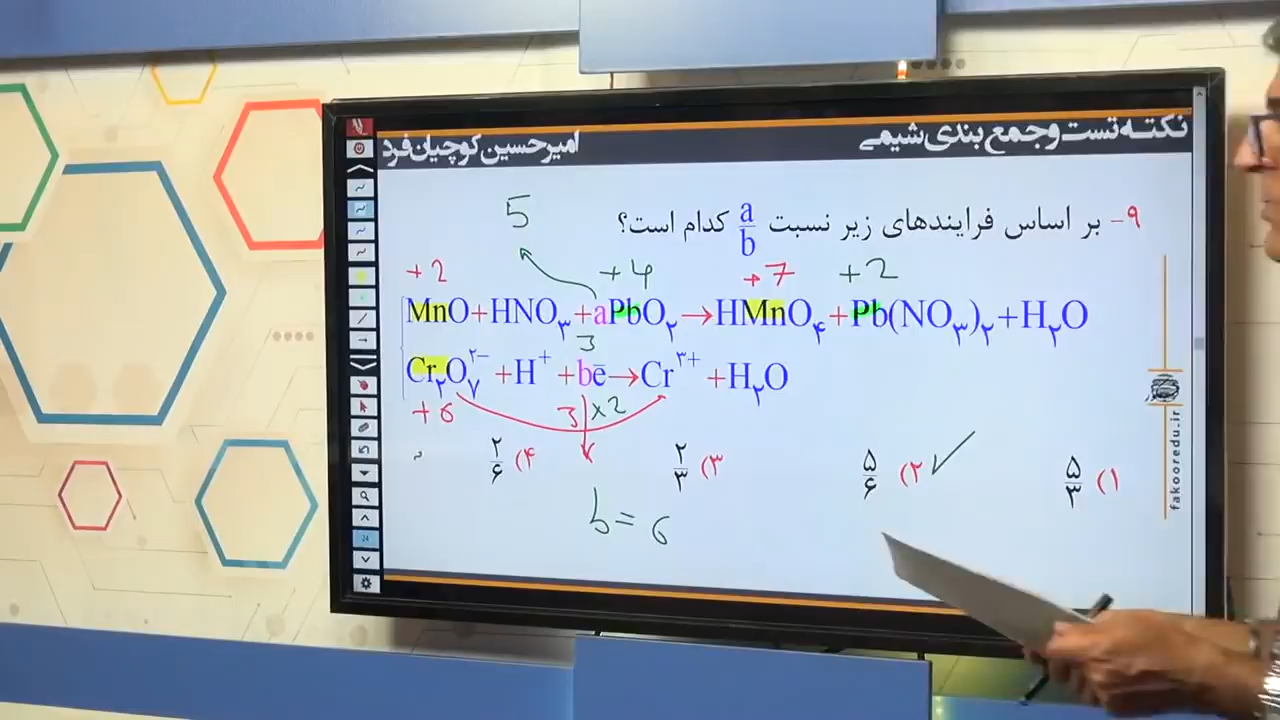 نکته تست و جمع بندی شیمی امیرحسین کوچیان فرد
۹- بر اساس فرایندهای زیر نسبت a/b کدام است؟
5
+2 +4 +7 +2
MnO+HNO۳+aPbO۲→HMnO۴+Pb(NO۳)۲+H۲O
3
Cr۲O۷۲− +H+ +bē→Cr۳+ +H۲O
+6 3 ×2
۱) ۵/۳ ۲) ۵/۶ ✓ ۳) ۲/۳ ۴) ۲/۶
b=6
fakooredu.ir